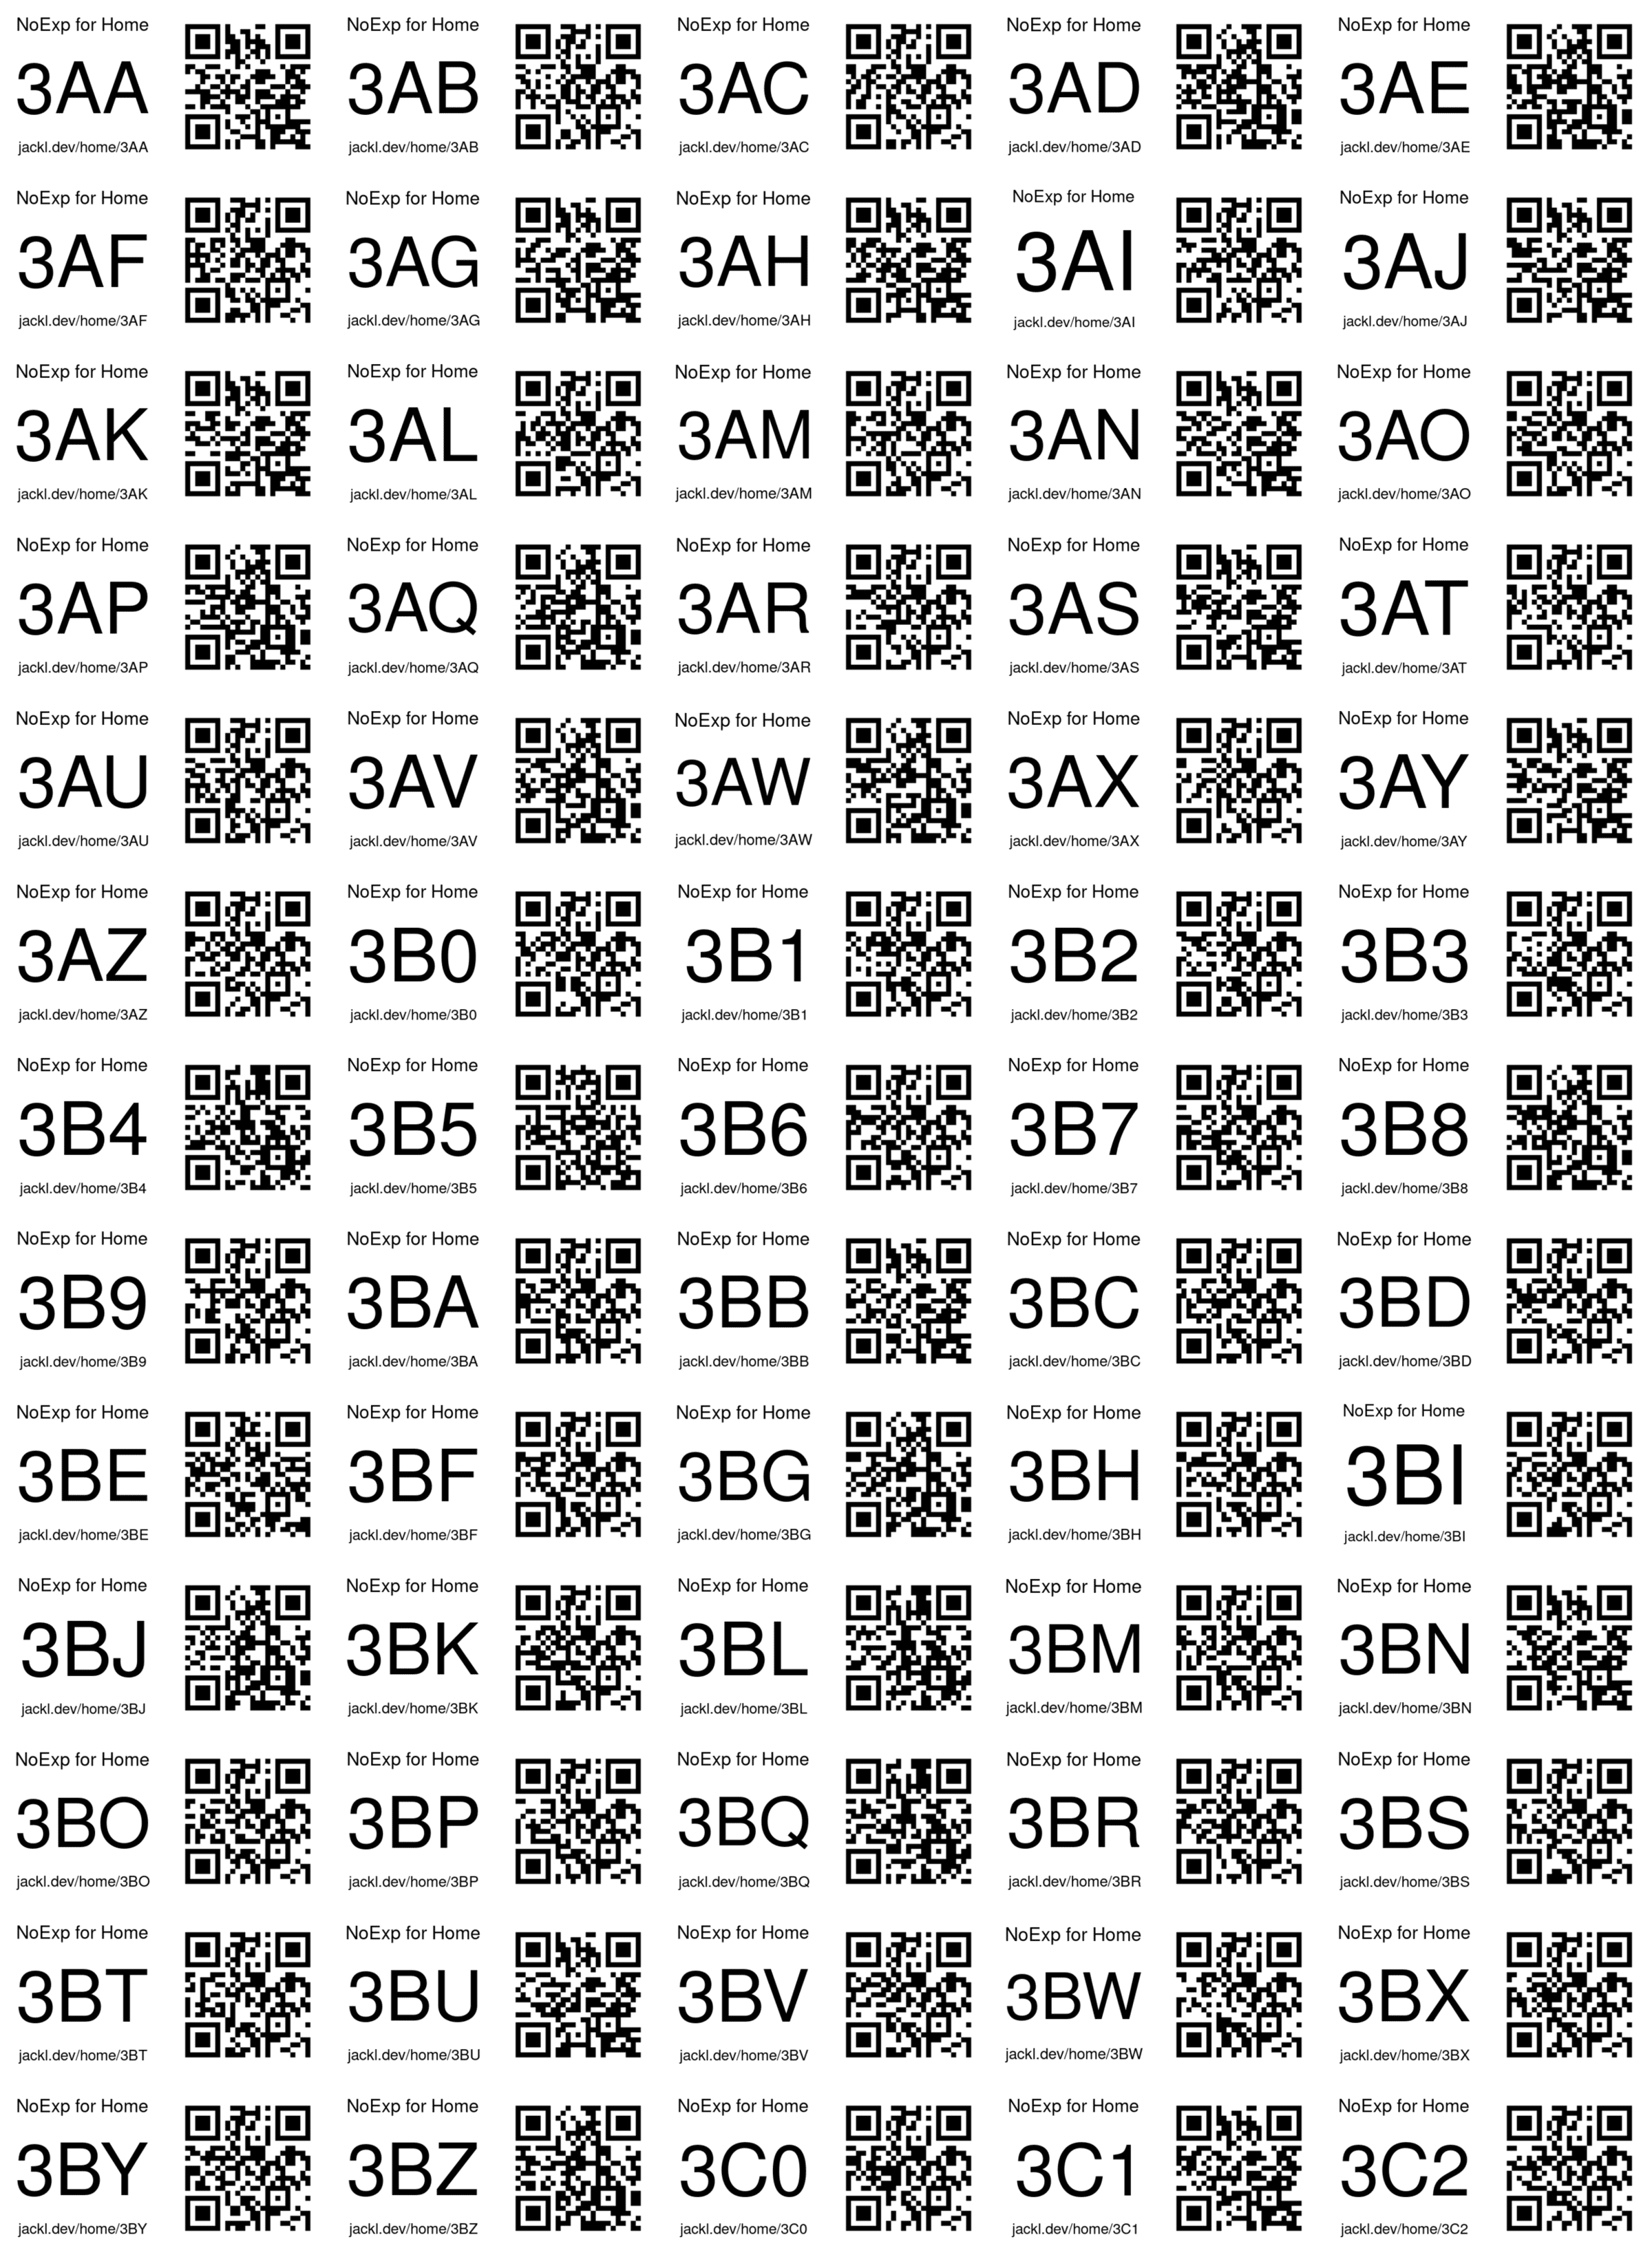 NoExp for Home
3AA
jackl.dev/home/3AA
NoExp for Home
3AB
jackl.dev/home/3AB
NoExp for Home
3AC
jackl.dev/home/3AC
NoExp for Home
3AD
jackl.dev/home/3AD
NoExp for Home
3AE
jackl.dev/home/3AE
NoExp for Home
3AF
jackl.dev/home/3AF
NoExp for Home
3AG
jackl.dev/home/3AG
NoExp for Home
3AH
jackl.dev/home/3AH
NoExp for Home
3AI
jackl.dev/home/3AI
NoExp for Home
3AJ
jackl.dev/home/3AJ
NoExp for Home
3AK
jackl.dev/home/3AK
NoExp for Home
3AL
jackl.dev/home/3AL
NoExp for Home
3AM
jackl.dev/home/3AM
NoExp for Home
3AN
jackl.dev/home/3AN
NoExp for Home
3AO
jackl.dev/home/3AO
NoExp for Home
3AP
jackl.dev/home/3AP
NoExp for Home
3AQ
jackl.dev/home/3AQ
NoExp for Home
3AR
jackl.dev/home/3AR
NoExp for Home
3AS
jackl.dev/home/3AS
NoExp for Home
3AT
jackl.dev/home/3AT
NoExp for Home
3AU
jackl.dev/home/3AU
NoExp for Home
3AV
jackl.dev/home/3AV
NoExp for Home
3AW
jackl.dev/home/3AW
NoExp for Home
3AX
jackl.dev/home/3AX
NoExp for Home
3AY
jackl.dev/home/3AY
NoExp for Home
3AZ
jackl.dev/home/3AZ
NoExp for Home
3B0
jackl.dev/home/3B0
NoExp for Home
3B1
jackl.dev/home/3B1
NoExp for Home
3B2
jackl.dev/home/3B2
NoExp for Home
3B3
jackl.dev/home/3B3
NoExp for Home
3B4
jackl.dev/home/3B4
NoExp for Home
3B5
jackl.dev/home/3B5
NoExp for Home
3B6
jackl.dev/home/3B6
NoExp for Home
3B7
jackl.dev/home/3B7
NoExp for Home
3B8
jackl.dev/home/3B8
NoExp for Home
3B9
jackl.dev/home/3B9
NoExp for Home
3BA
jackl.dev/home/3BA
NoExp for Home
3BB
jackl.dev/home/3BB
NoExp for Home
3BC
jackl.dev/home/3BC
NoExp for Home
3BD
jackl.dev/home/3BD
NoExp for Home
3BE
jackl.dev/home/3BE
NoExp for Home
3BF
jackl.dev/home/3BF
NoExp for Home
3BG
jackl.dev/home/3BG
NoExp for Home
3BH
jackl.dev/home/3BH
NoExp for Home
3BI
jackl.dev/home/3BI
NoExp for Home
3BJ
jackl.dev/home/3BJ
NoExp for Home
3BK
jackl.dev/home/3BK
NoExp for Home
3BL
jackl.dev/home/3BL
NoExp for Home
3BM
jackl.dev/home/3BM
NoExp for Home
3BN
jackl.dev/home/3BN
NoExp for Home
3BO
jackl.dev/home/3BO
NoExp for Home
3BP
jackl.dev/home/3BP
NoExp for Home
3BQ
jackl.dev/home/3BQ
NoExp for Home
3BR
jackl.dev/home/3BR
NoExp for Home
3BS
jackl.dev/home/3BS
NoExp for Home
3BT
jackl.dev/home/3BT
NoExp for Home
3BU
jackl.dev/home/3BU
NoExp for Home
3BV
jackl.dev/home/3BV
NoExp for Home
3BW
jackl.dev/home/3BW
NoExp for Home
3BX
jackl.dev/home/3BX
NoExp for Home
3BY
jackl.dev/home/3BY
NoExp for Home
3BZ
jackl.dev/home/3BZ
NoExp for Home
3C0
jackl.dev/home/3C0
NoExp for Home
3C1
jackl.dev/home/3C1
NoExp for Home
3C2
jackl.dev/home/3C2